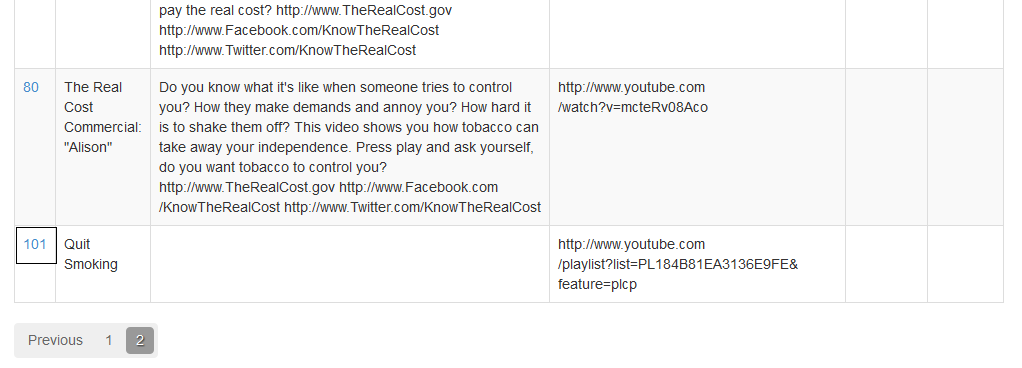 pay the real cost? http://www.TheRealCost.gov
http://www.Facebook.com/KnowTheRealCost
http://www.Twitter.com/KnowTheRealCost
80
The Real
Cost
Commercial:
"Alison"
Do you know what it's like when someone tries to control
you? How they make demands and annoy you? How hard it
is to shake them off? This video shows you how tobacco can
take away your independence. Press play and ask yourself,
do you want tobacco to control you?
http://www.TheRealCost.gov http://www.Facebook.com
/KnowTheRealCost http://www.Twitter.com/KnowTheRealCost
http://www.youtube.com
/watch?v=mcteRv08Aco
101
Quit
Smoking
http://www.youtube.com
/playlist?list=PL184B81EA3136E9FE&
feature=plcp
Previous 1 2